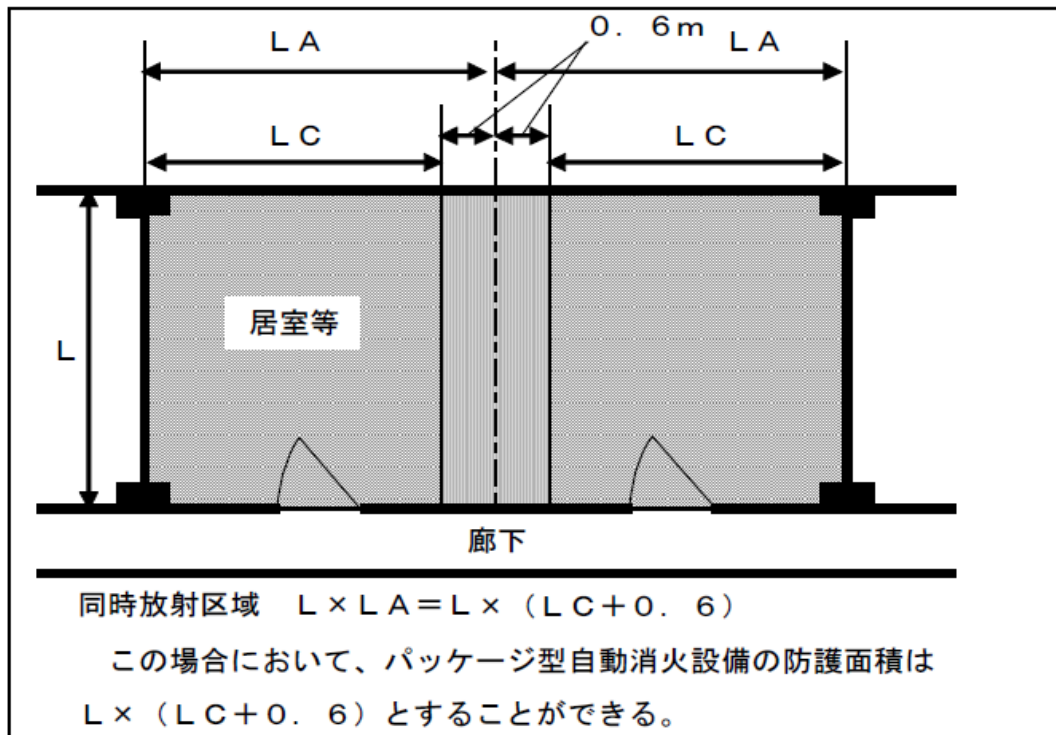 0．6m
LA
LA
LC
LC
居室等
L
廊下
同時放射区域　L×LA＝L×（LC＋0．6）
この場合において、パッケージ型自動消火設備の防護面積は
L×（LC＋0．6）とすることができる。